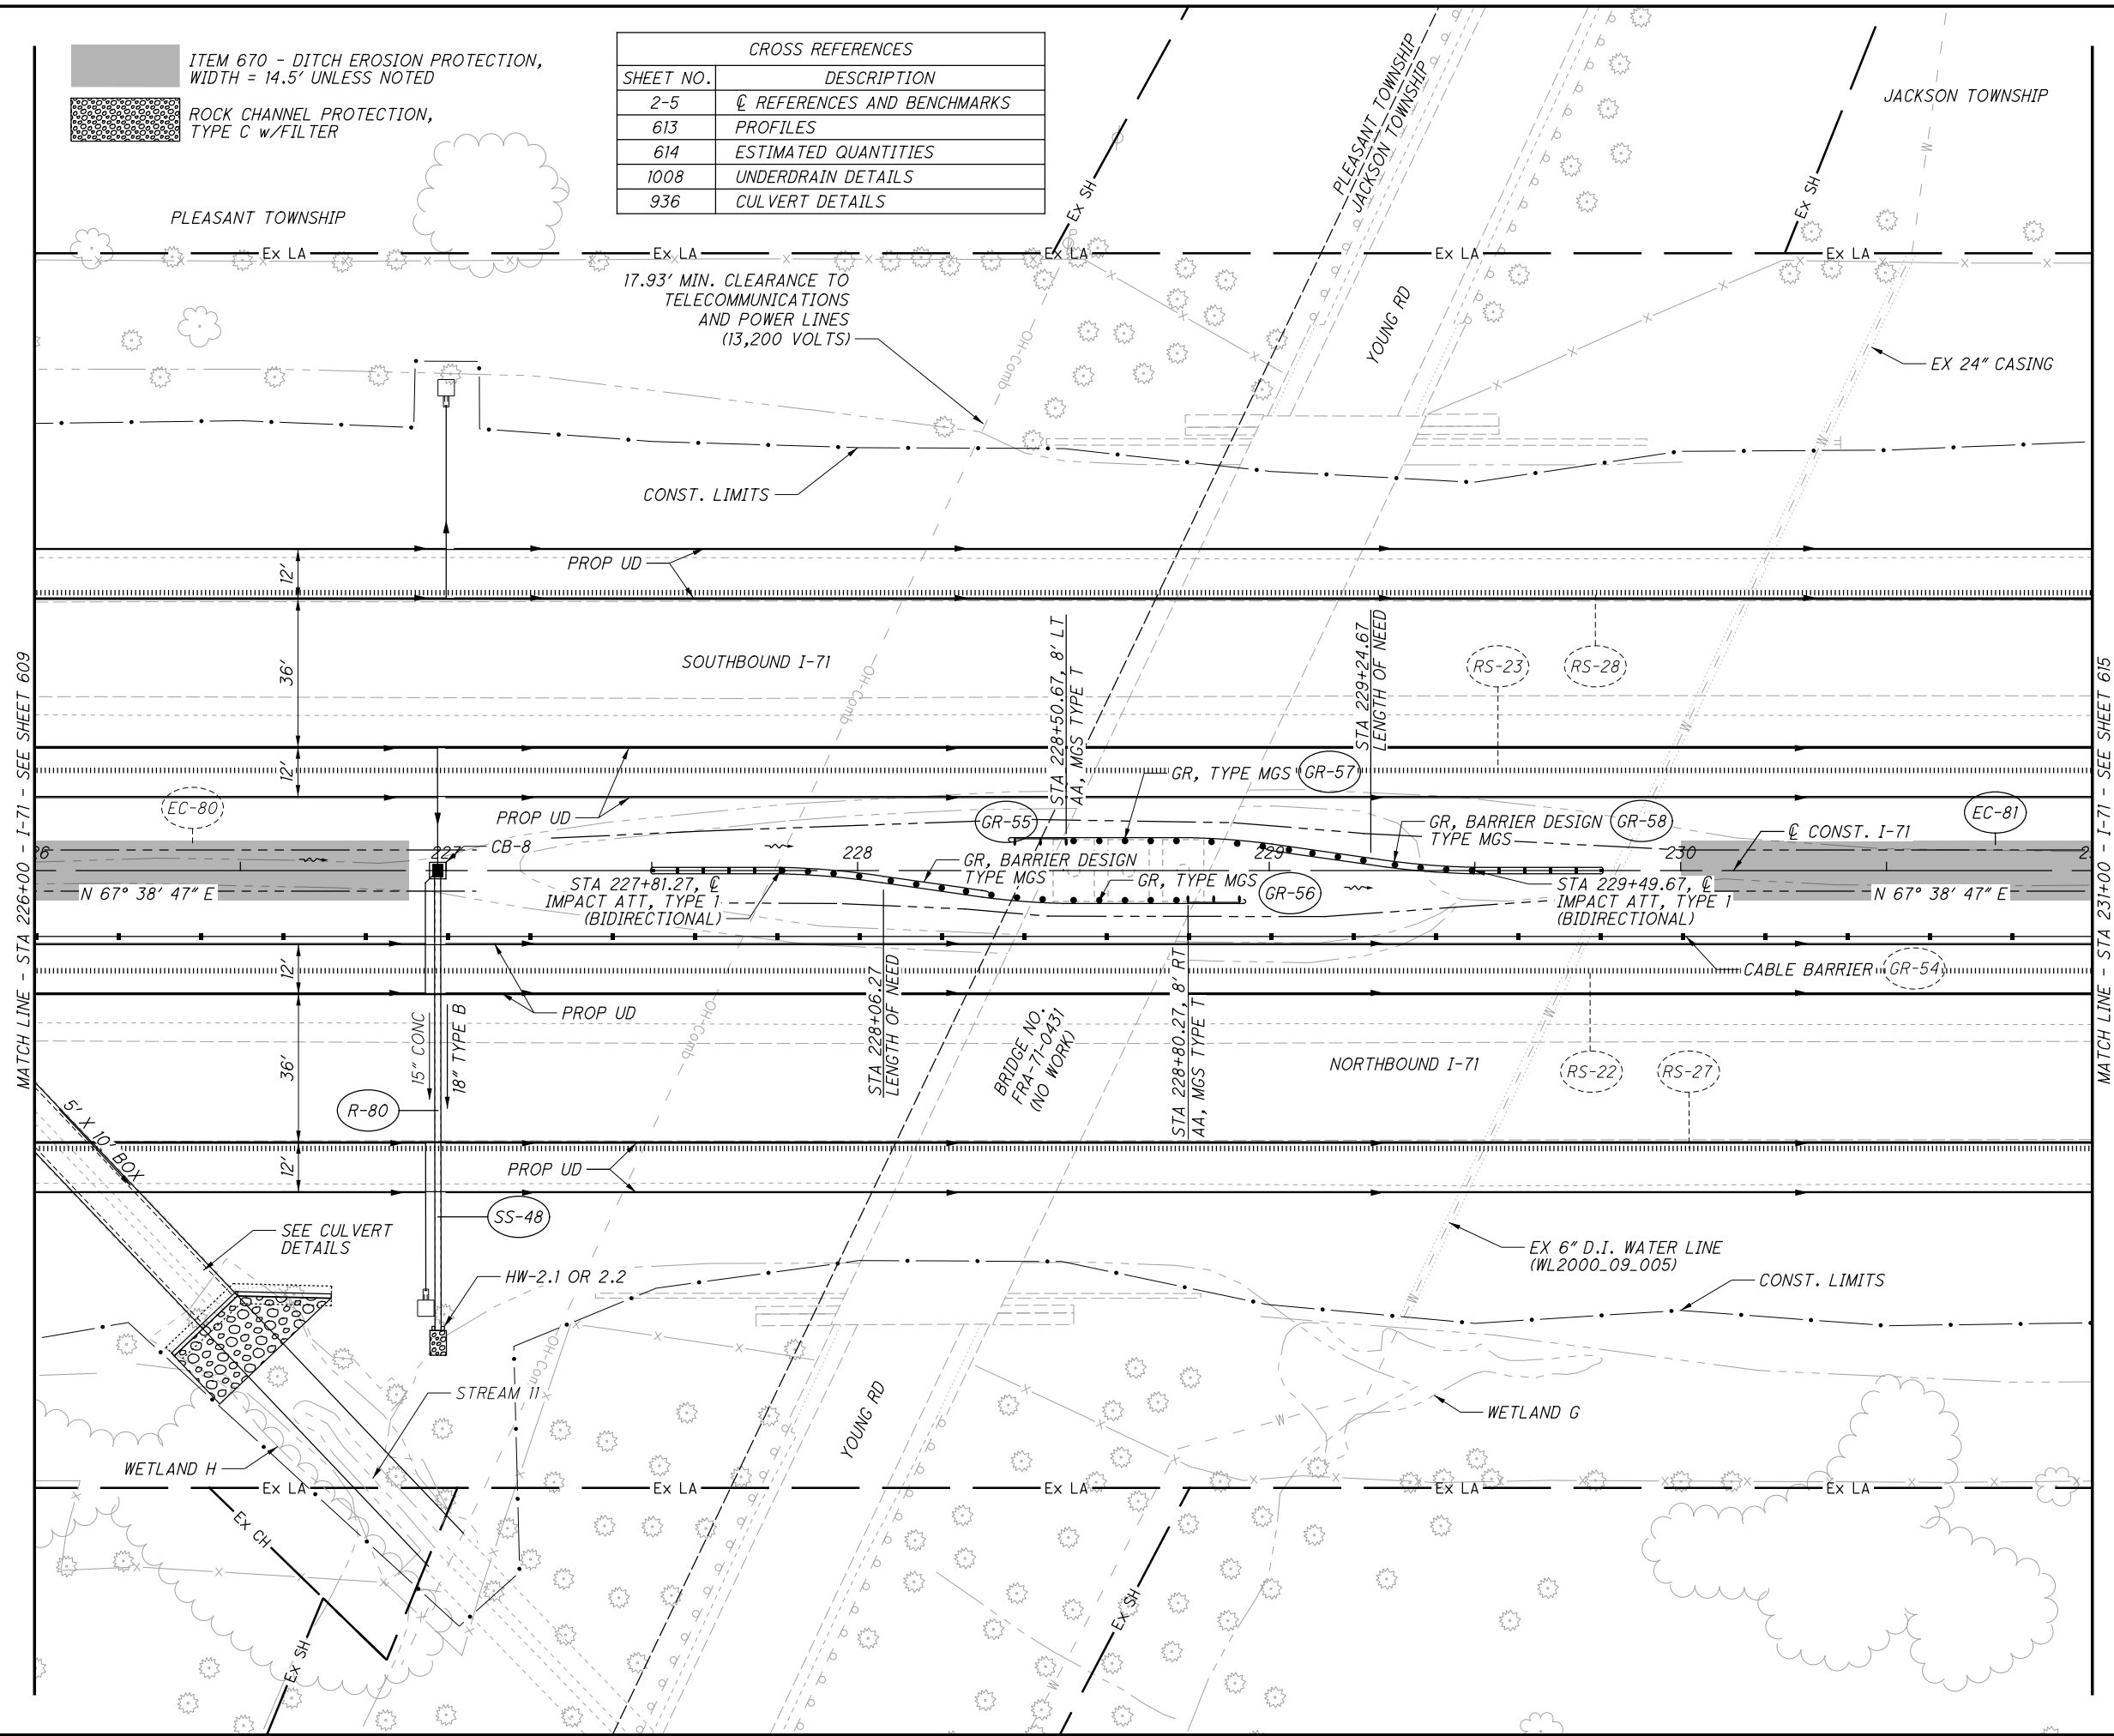 ITEM 670 - DITCH EROSION PROTECTION,
WIDTH = 14.5' UNLESS NOTED
ROCK CHANNEL PROTECTION,
TYPE C w/FILTER
CROSS REFERENCES
SHEET NO. DESCRIPTION
2-5 ℄ REFERENCES AND BENCHMARKS
613 PROFILES
614 ESTIMATED QUANTITIES
1008 UNDERDRAIN DETAILS
936 CULVERT DETAILS
PLEASANT TOWNSHIP
JACKSON TOWNSHIP
JACKSON TOWNSHIP
W
Ex SH
Ex SH
PLEASANT TOWNSHIP
Ex LA
Ex LA
Ex LA
Ex LA
Ex LA
17.93' MIN. CLEARANCE TO
TELECOMMUNICATIONS
AND POWER LINES
(13,200 VOLTS)
OH-Comb
YOUNG RD
EX 24" CASING
W
CONST. LIMITS
PROP UD
12'
36'
12'
SOUTHBOUND I-71
OH-Comb
STA 228+50.67, 8' LT
AA, MGS TYPE T
STA 229+24.67
LENGTH OF NEED
RS-23
RS-28
W
MATCH LINE - STA 226+00 - I-71 - SEE SHEET 609
MATCH LINE - STA 231+00 - I-71 - SEE SHEET 615
GR, TYPE MGS
GR-57
EC-80
PROP UD
GR-55
GR, BARRIER DESIGN
TYPE MGS
GR-58
℄ CONST. I-71
EC-81
26
227
CB-8
228
229
230
23
GR, BARRIER DESIGN
TYPE MGS
GR, TYPE MGS
GR-56
N 67° 38' 47" E
N 67° 38' 47" E
STA 227+81.27, ℄
IMPACT ATT, TYPE 1
(BIDIRECTIONAL)
STA 229+49.67, ℄
IMPACT ATT, TYPE 1
(BIDIRECTIONAL)
CABLE BARRIER
GR-54
12'
36'
12'
PROP UD
15" CONC
18" TYPE B
OH-Comb
STA 228+06.27
LENGTH OF NEED
BRIDGE NO.
FRA-71-0431
(NO WORK)
STA 228+80.27, 8' RT
AA, MGS TYPE T
W
NORTHBOUND I-71
RS-22
RS-27
R-80
5' X 10' BOX
PROP UD
SS-48
SEE CULVERT
DETAILS
HW-2.1 OR 2.2
EX 6" D.I. WATER LINE
(WL2000_09_005)
CONST. LIMITS
W
OH-Comb
STREAM 11
YOUNG RD
WETLAND G
W
WETLAND H
Ex LA
Ex LA
Ex LA
Ex LA
Ex LA
Ex CH
Ex SH
Ex SH
W